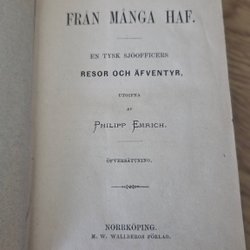 FRÅN MÅNGA HAF.
EN TYSK SJÖOFFICERS
RESOR OCH ÄFVENTYR,
UTGIFNA
AF
PHILIPP EMRICH.
ÖFVERSÄTTNING.
NORRKÖPING.
M. W. WALLBERGS FÖRLAG.